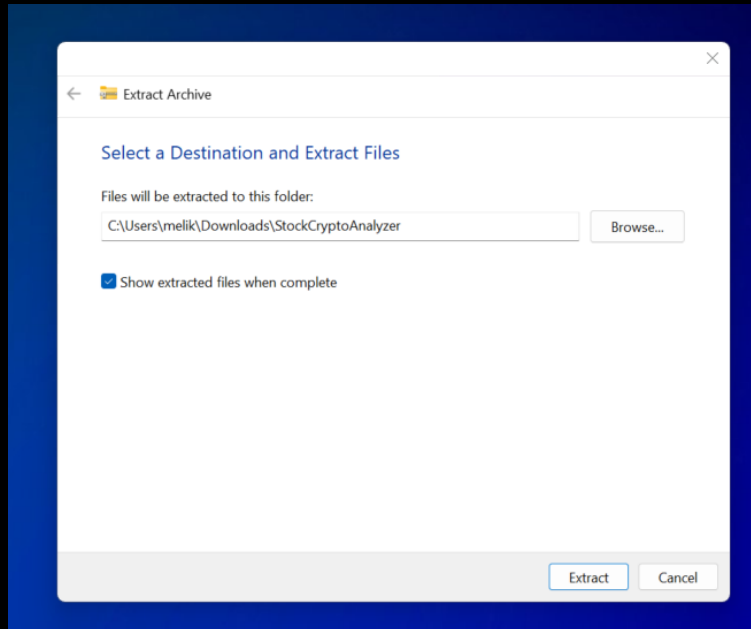 Extract Archive
Select a Destination and Extract Files
Files will be extracted to this folder:
C:\Users\melik\Downloads\StockCryptoAnalyzer
Browse...
Show extracted files when complete
Extract
Cancel